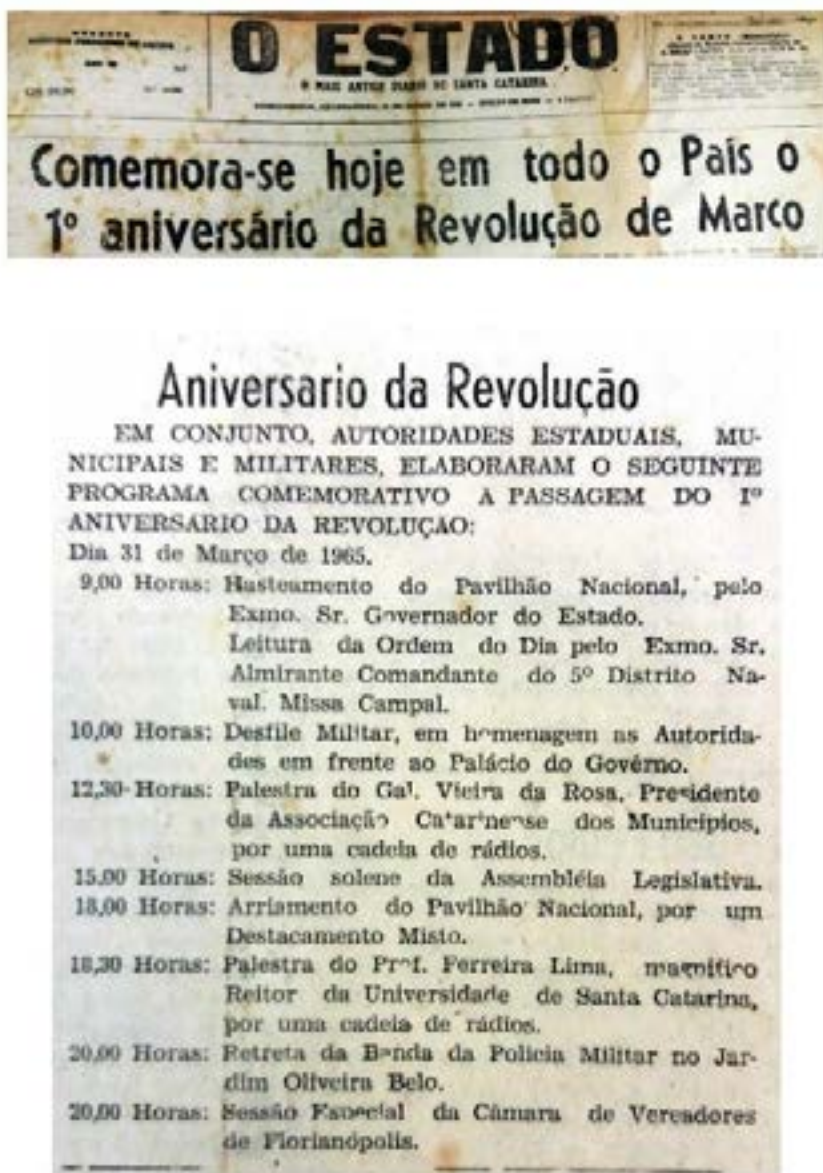 O ESTADO
O MAIS ANTIGO DIARIO DE SANTA CATARINA
Comemora-se hoje em todo o País o
1º aniversário da Revolução de Marco
Aniversario da Revolução
EM CONJUNTO, AUTORIDADES ESTADUAIS, MU-
NICIPAIS E MILITARES, ELABORARAM O SEGUINTE
PROGRAMA COMEMORATIVO A PASSAGEM DO 1º
ANIVERSARIO DA REVOLUÇÃO:
Dia 31 de Março de 1965.
9,00 Horas: Hasteamento do Pavilhão Nacional, pelo
Exmo. Sr. Governador do Estado.
Leitura da Ordem do Dia pelo Exmo. Sr.
Almirante Comandante do 5º Distrito Na-
val. Missa Campal.
10,00 Horas: Desfile Militar, em homenagem as Autorida-
des em frente ao Palácio do Govérno.
12,30 Horas: Palestra do Gal. Vieira da Rosa, Presidente
da Associação Catarinense dos Municipios,
por uma cadeia de rádios.
15,00 Horas: Sessão solene da Assembléia Legislativa.
18,00 Horas: Arriamento do Pavilhão Nacional, por um
Destacamento Misto.
18,30 Horas: Palestra do Prof. Ferreira Lima, magnifico
Reitor da Universidade de Santa Catarina,
por uma cadeia de rádios.
20,00 Horas: Retreta da Banda da Policia Militar no Jar-
dim Oliveira Belo.
20,00 Horas: Sessão Especial da Câmara de Vereadores
de Florianópolis.